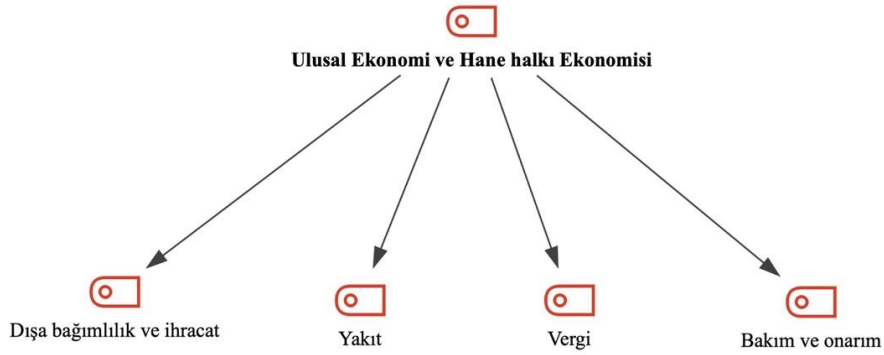 Ulusal Ekonomi ve Hane halkı Ekonomisi
Dışa bağımlılık ve ihracat
Yakıt
Vergi
Bakım ve onarım